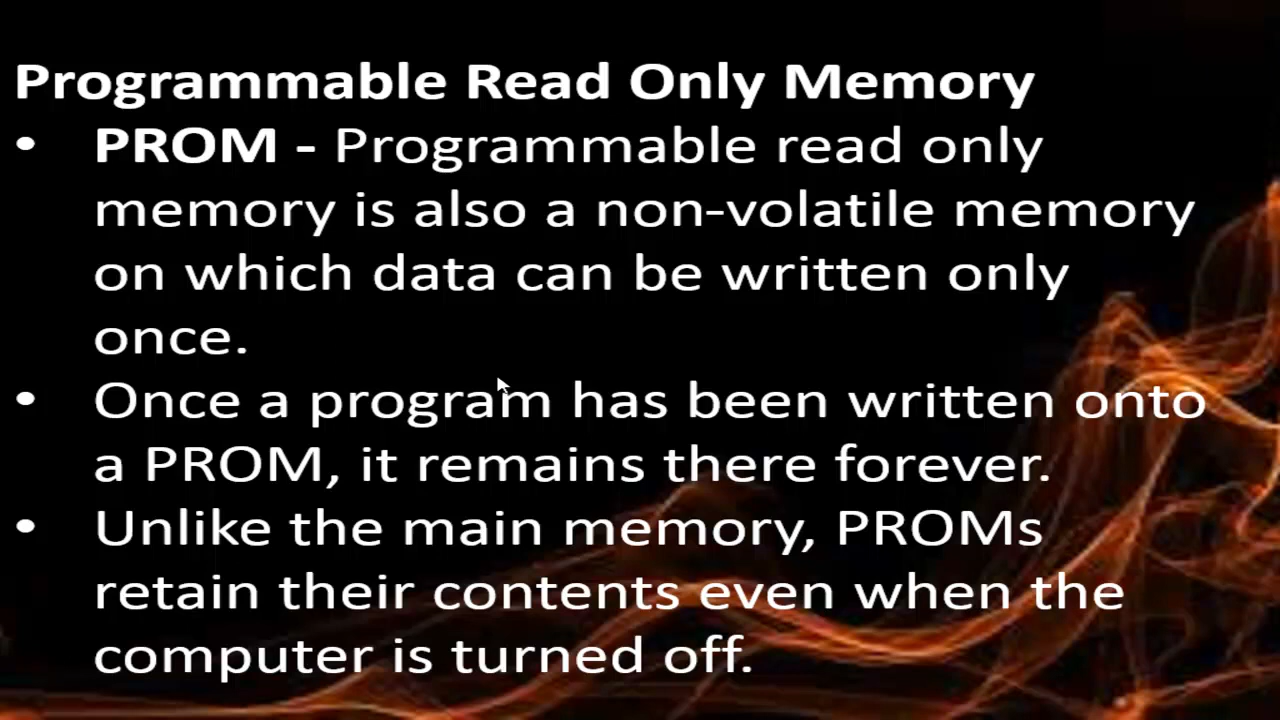 Programmable Read Only Memory
• PROM - Programmable read only
memory is also a non-volatile memory
on which data can be written only
once.
• Once a program has been written onto
a PROM, it remains there forever.
• Unlike the main memory, PROMs
retain their contents even when the
computer is turned off.